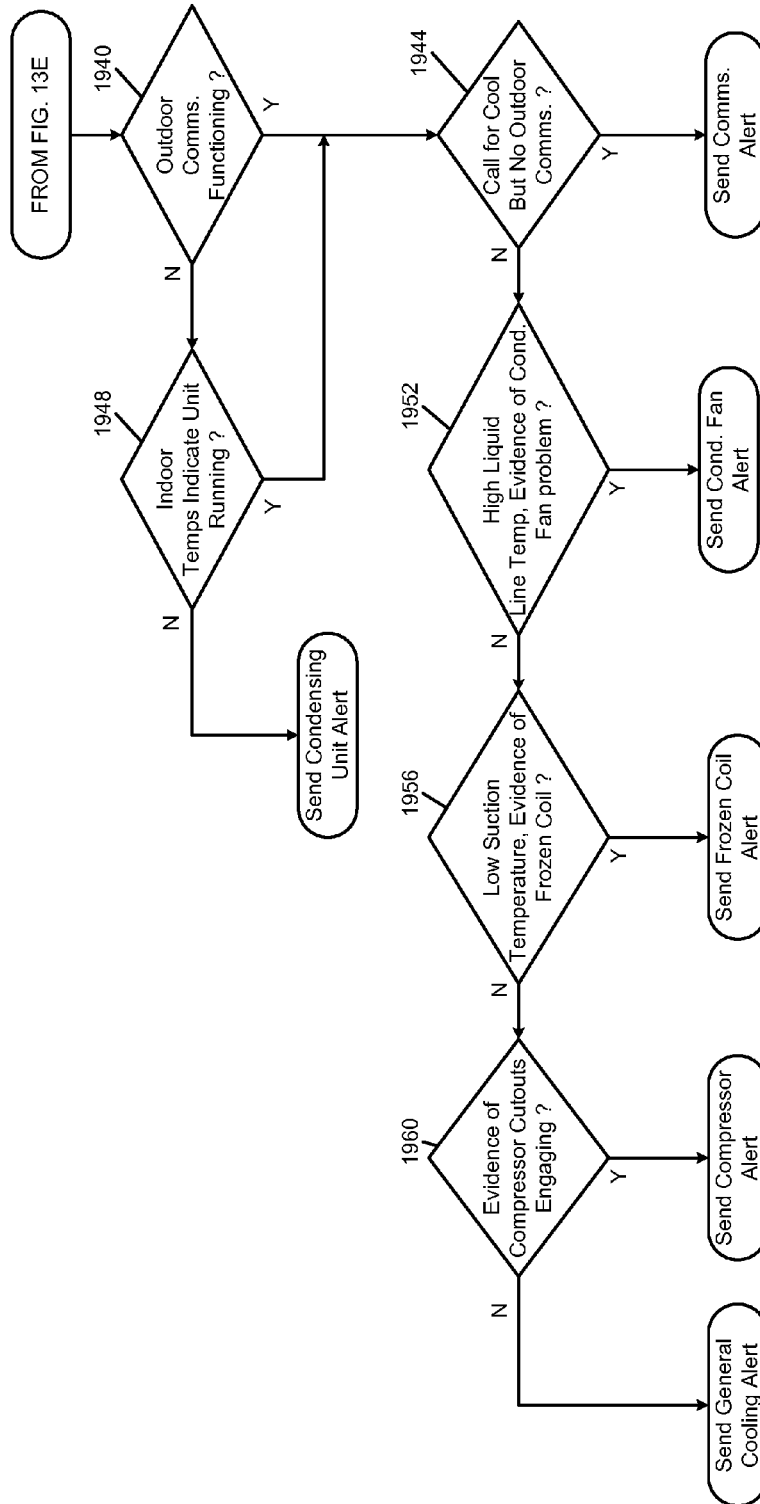 FROM FIG. 13E
1940
Outdoor
Comms.
Functioning ?
N
Y
1948
Indoor
Temps Indicate Unit
Running ?
N
Y
Send Condensing
Unit Alert
1944
Call for Cool
But No Outdoor
Comms. ?
N
Y
Send Comms.
Alert
1952
High Liquid
Line Temp, Evidence of Cond.
Fan problem ?
N
Y
Send Cond. Fan
Alert
1956
Low Suction
Temperature, Evidence of
Frozen Coil ?
N
Y
Send Frozen Coil
Alert
1960
Evidence of
Compressor Cutouts
Engaging ?
N
Y
Send Compressor
Alert
Send General
Cooling Alert